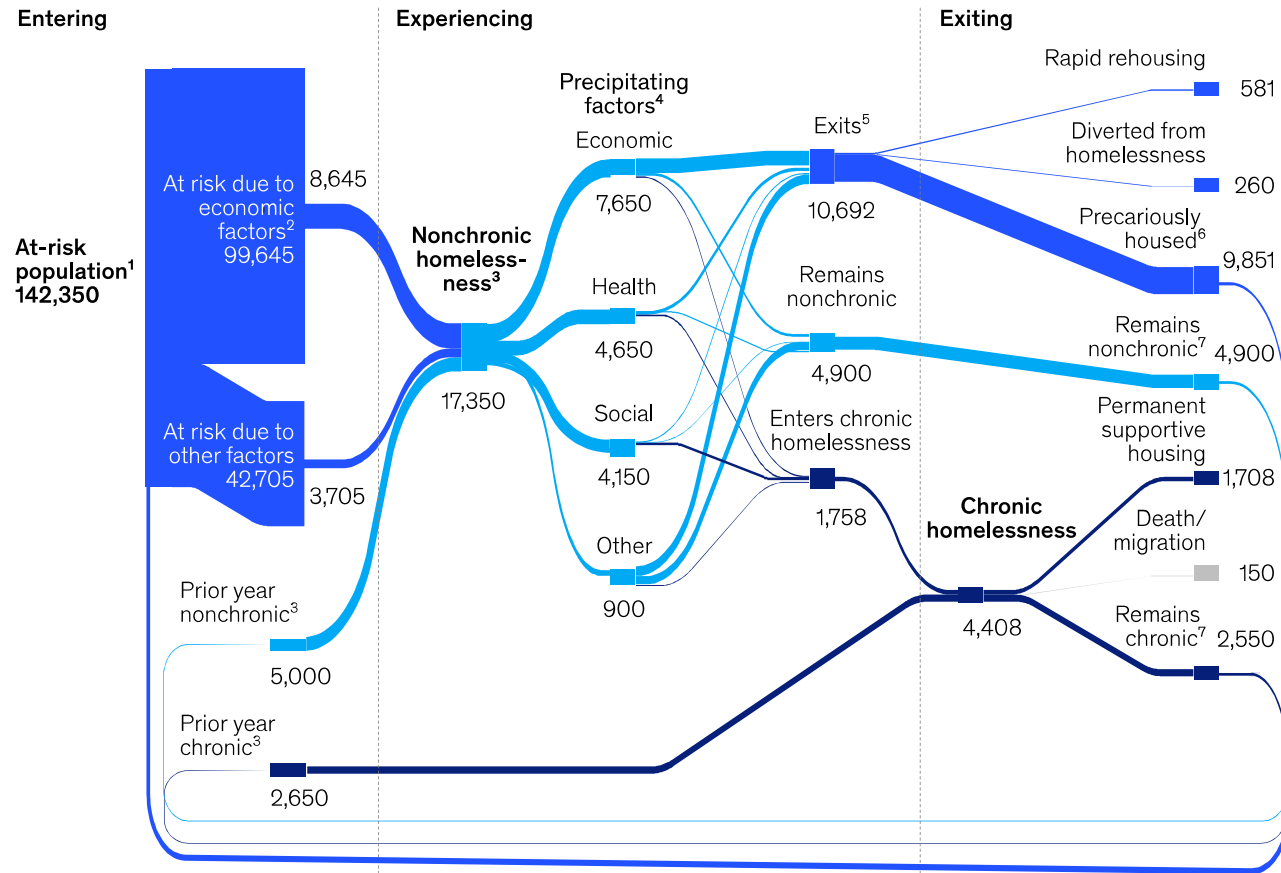 Entering
Experiencing
Exiting
At-risk
population1
142,350
At risk due to
economic
factors2
99,645
8,645
At risk due to
other factors
42,705
3,705
Prior year
nonchronic3
5,000
Prior year
chronic3
2,650
Nonchronic
homeless-
ness3
17,350
Precipitating
factors4
Economic
7,650
Health
4,650
Social
4,150
Other
900
Exits5
10,692
Remains
nonchronic
4,900
Enters chronic
homelessness
1,758
Chronic
homelessness
4,408
Rapid rehousing
581
Diverted from
homelessness
260
Precariously
housed6
9,851
Remains
nonchronic7
4,900
Permanent
supportive
housing
1,708
Death/
migration
150
Remains
chronic7
2,550